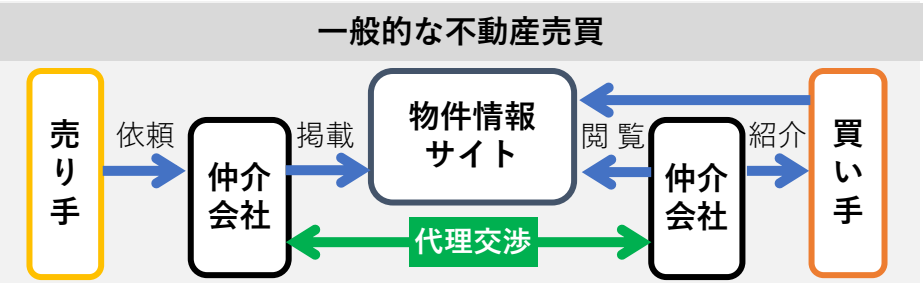 一般的な不動産売買
売り手
依頼
仲介
会社
掲載
物件情報
サイト
閲覧
仲介
会社
紹介
買い手
代理交渉